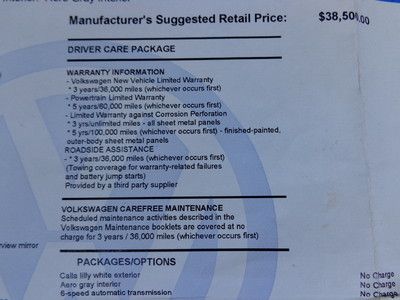 Manufacturer's Suggested Retail Price: $38,500.00
DRIVER CARE PACKAGE
WARRANTY INFORMATION
- Volkswagen New Vehicle Limited Warranty
* 3 years/36,000 miles (whichever occurs first)
- Powertrain Limited Warranty
* 5 years/60,000 miles (whichever occurs first)
- Limited Warranty against Corrosion Perforation
* 3 yrs/unlimited miles - all sheet metal panels
* 5 yrs/100,000 miles (whichever occurs first) - finished-painted,
outer-body sheet metal panels
ROADSIDE ASSISTANCE
- * 3 years/36,000 miles (whichever occurs first)
(Towing coverage for warranty-related failures
and battery jump starts)
Provided by a third party supplier
VOLKSWAGEN CAREFREE MAINTENANCE
Scheduled maintenance activities described in the
Volkswagen Maintenance booklets are covered at no
charge for 3 years / 36,000 miles (whichever occurs first)
rview mirror
PACKAGES/OPTIONS
Calla lilly white exterior No Charge
Aero gray interior No Charge
6-speed automatic transmission No Charge